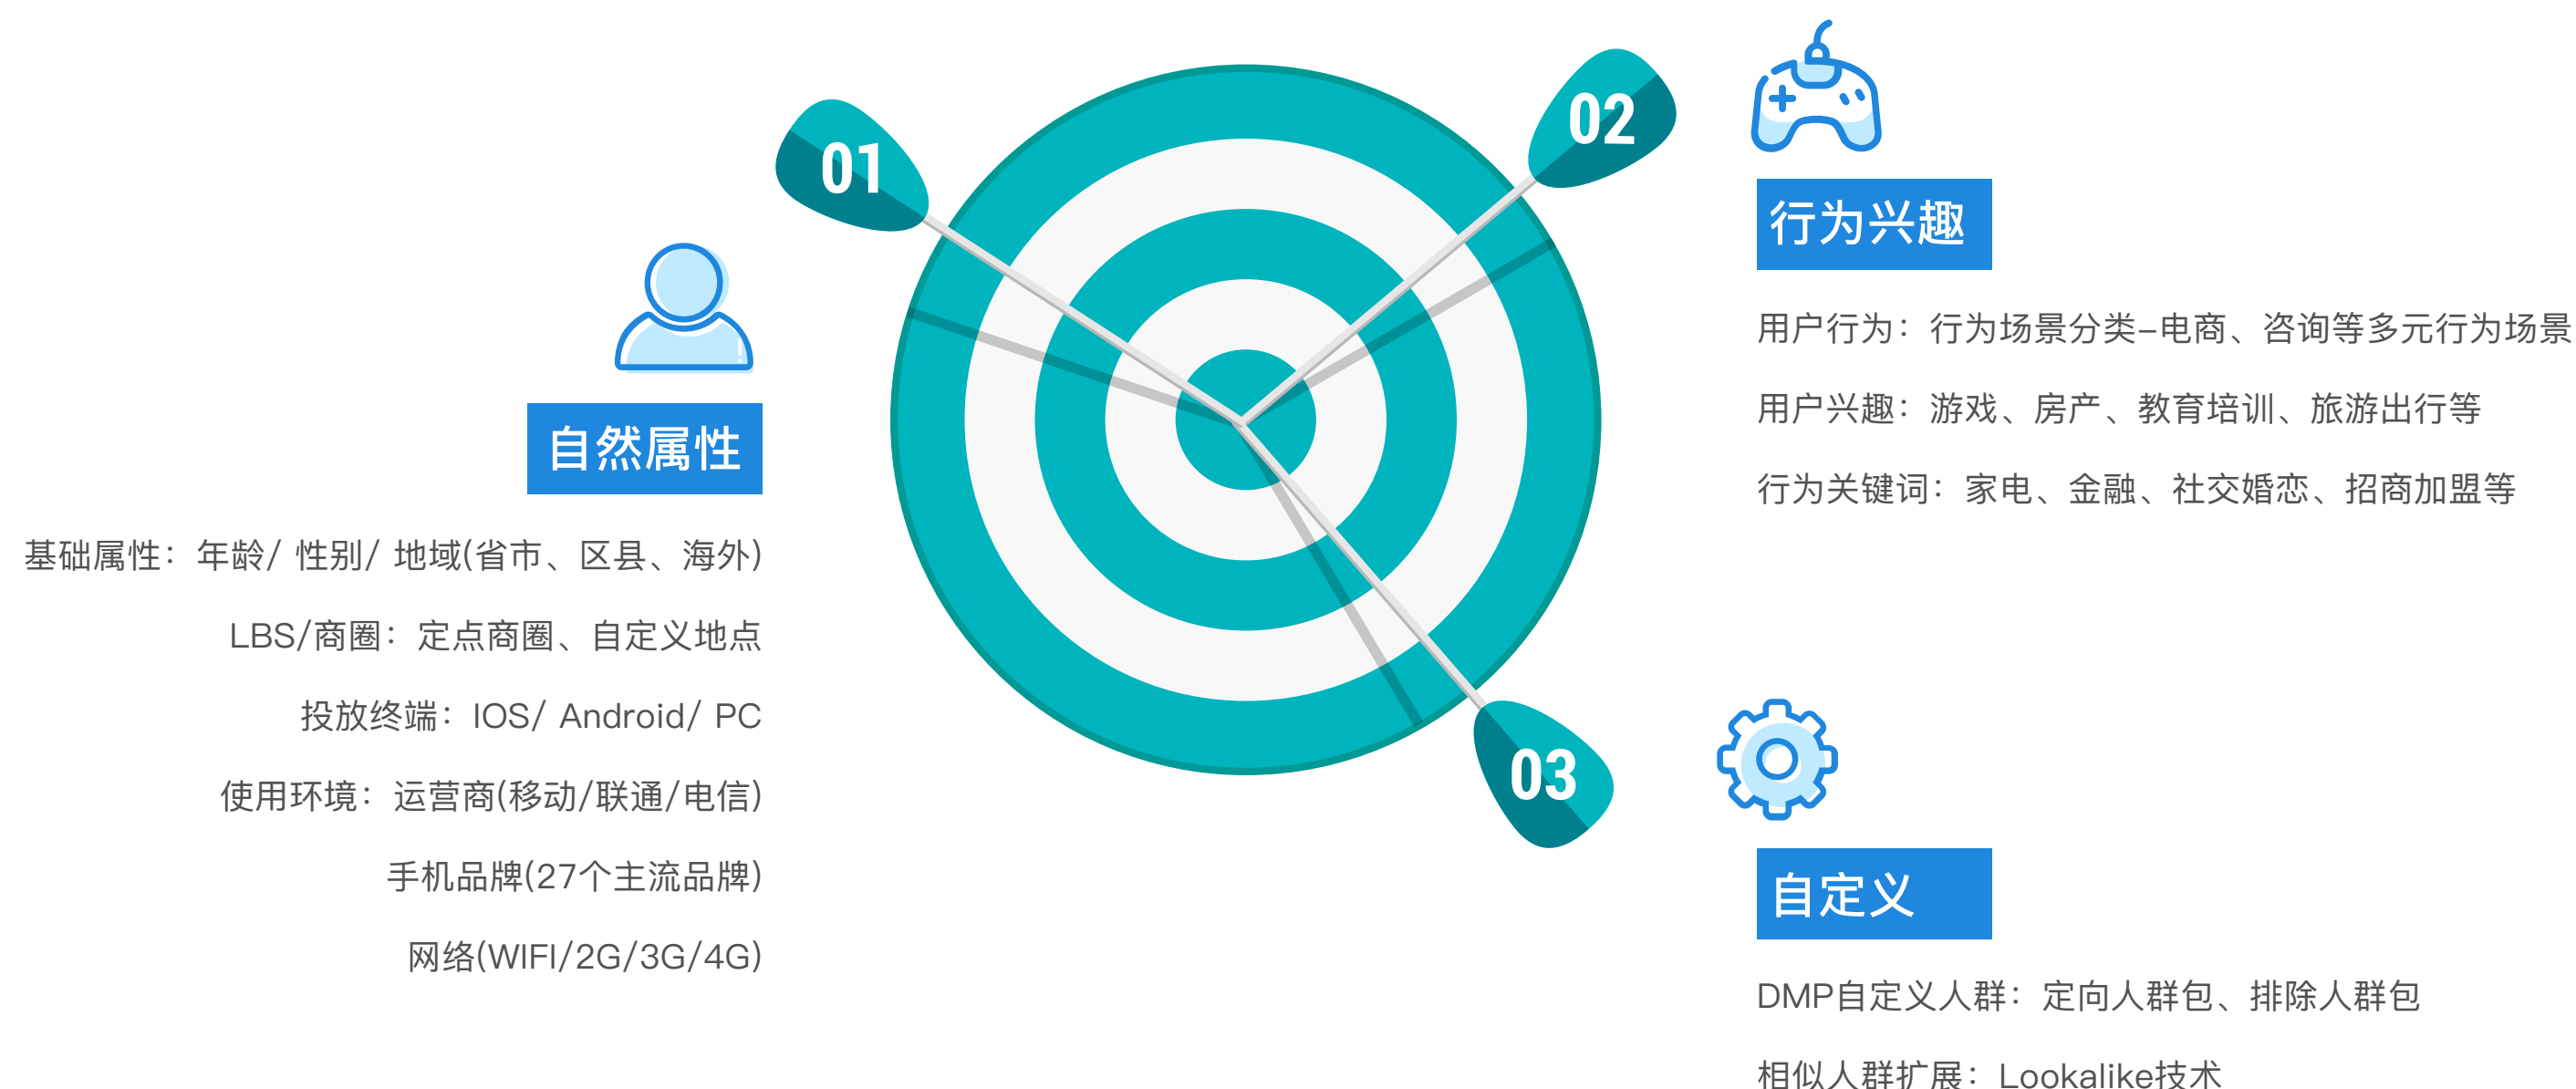 01
自然属性
基础属性：年龄/ 性别/ 地域(省市、区县、海外)
LBS/商圈：定点商圈、自定义地点
投放终端：IOS/ Android/ PC
使用环境：运营商(移动/联通/电信)
手机品牌(27个主流品牌)
网络(WIFI/2G/3G/4G)
02
行为兴趣
用户行为：行为场景分类-电商、咨询等多元行为场景
用户兴趣：游戏、房产、教育培训、旅游出行等
行为关键词：家电、金融、社交婚恋、招商加盟等
03
自定义
DMP自定义人群：定向人群包、排除人群包
相似人群扩展：Lookalike技术